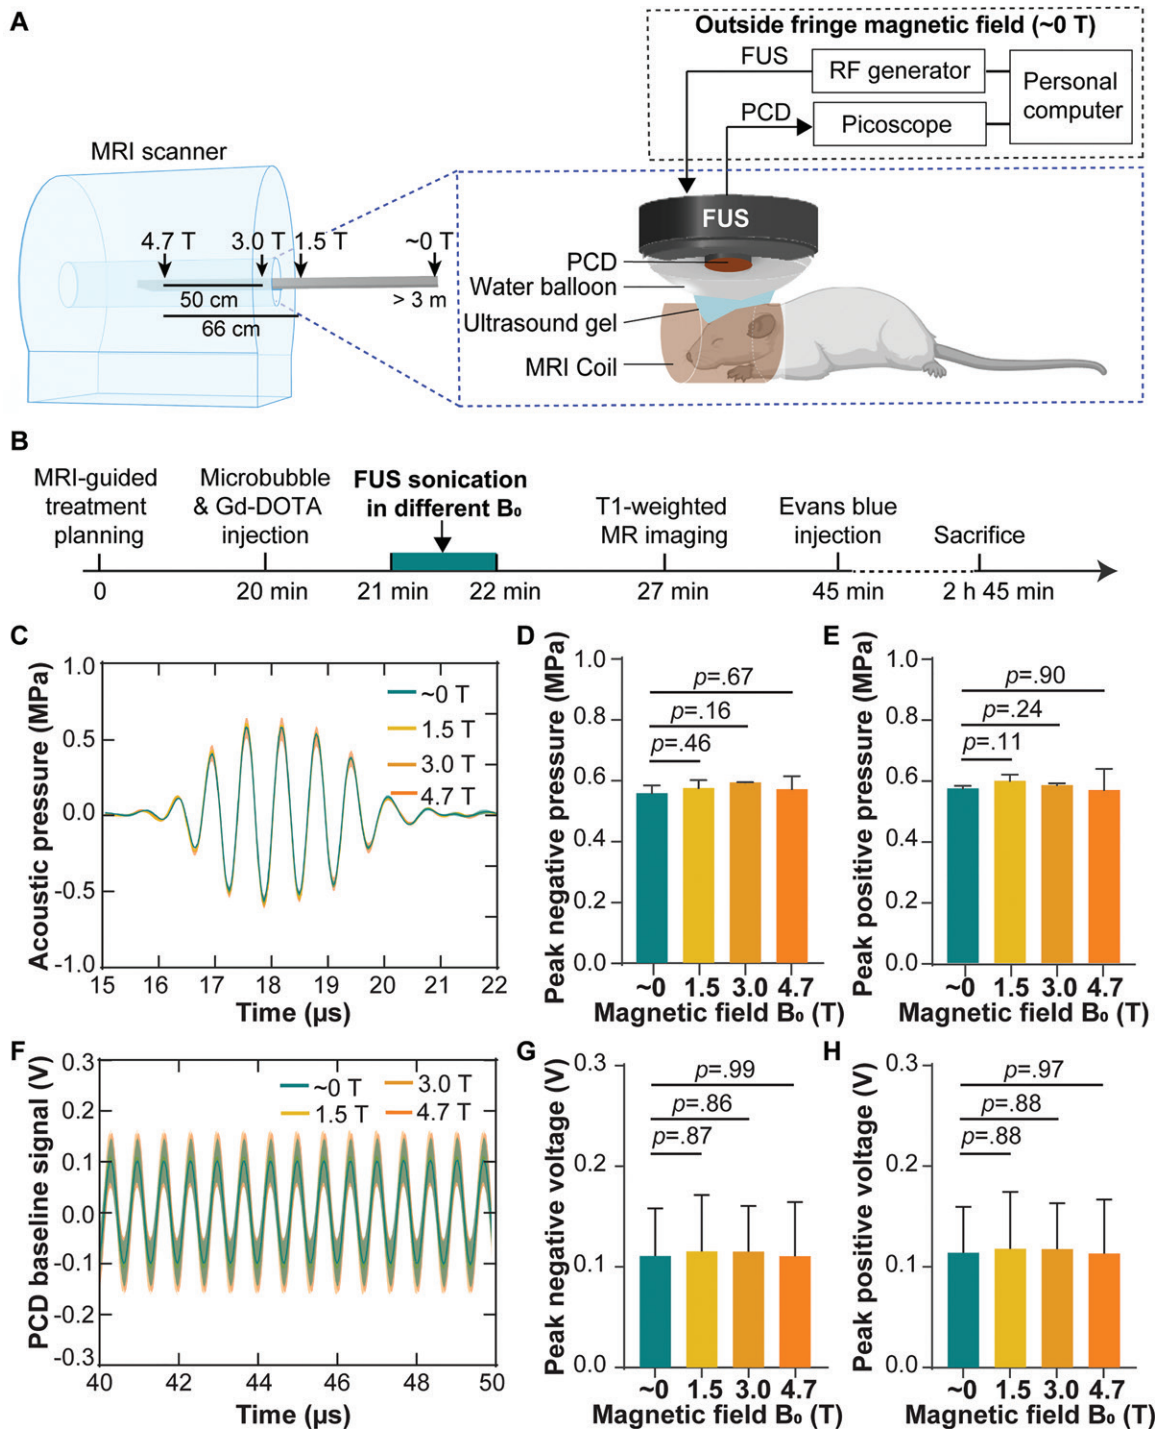 A
Outside fringe magnetic field (~0 T)
FUS
RF generator
Personal
computer
PCD
Picoscope
MRI scanner
4.7 T
3.0 T
1.5 T
~0 T
50 cm
> 3 m
66 cm
FUS
PCD
Water balloon
Ultrasound gel
MRI Coil
B
MRI-guided
treatment
planning
Microbubble
& Gd-DOTA
injection
FUS sonication
in different B₀
T1-weighted
MR imaging
Evans blue
injection
Sacrifice
0
20 min
21 min
22 min
27 min
45 min
2 h 45 min
C
Acoustic pressure (MPa)
1.0
0.5
0.0
-0.5
-1.0
~0 T
1.5 T
3.0 T
4.7 T
15 16 17 18 19 20 21 22
Time (µs)
D
Peak negative pressure (MPa)
1.0
0.8
0.6
0.4
0.2
0.0
p=.67
p=.16
p=.46
~0 1.5 3.0 4.7
Magnetic field B₀ (T)
E
Peak positive pressure (MPa)
1.0
0.8
0.6
0.4
0.2
0.0
p=.90
p=.24
p=.11
~0 1.5 3.0 4.7
Magnetic field B₀ (T)
F
PCD baseline signal (V)
0.3
0.2
0.1
0.0
-0.1
-0.2
-0.3
~0 T
3.0 T
1.5 T
4.7 T
40 42 44 46 48 50
Time (µs)
G
Peak negative voltage (V)
0.3
0.2
0.1
0.0
p=.99
p=.86
p=.87
~0 1.5 3.0 4.7
Magnetic field B₀ (T)
H
Peak positive voltage (V)
0.3
0.2
0.1
0.0
p=.97
p=.88
p=.88
~0 1.5 3.0 4.7
Magnetic field B₀ (T)